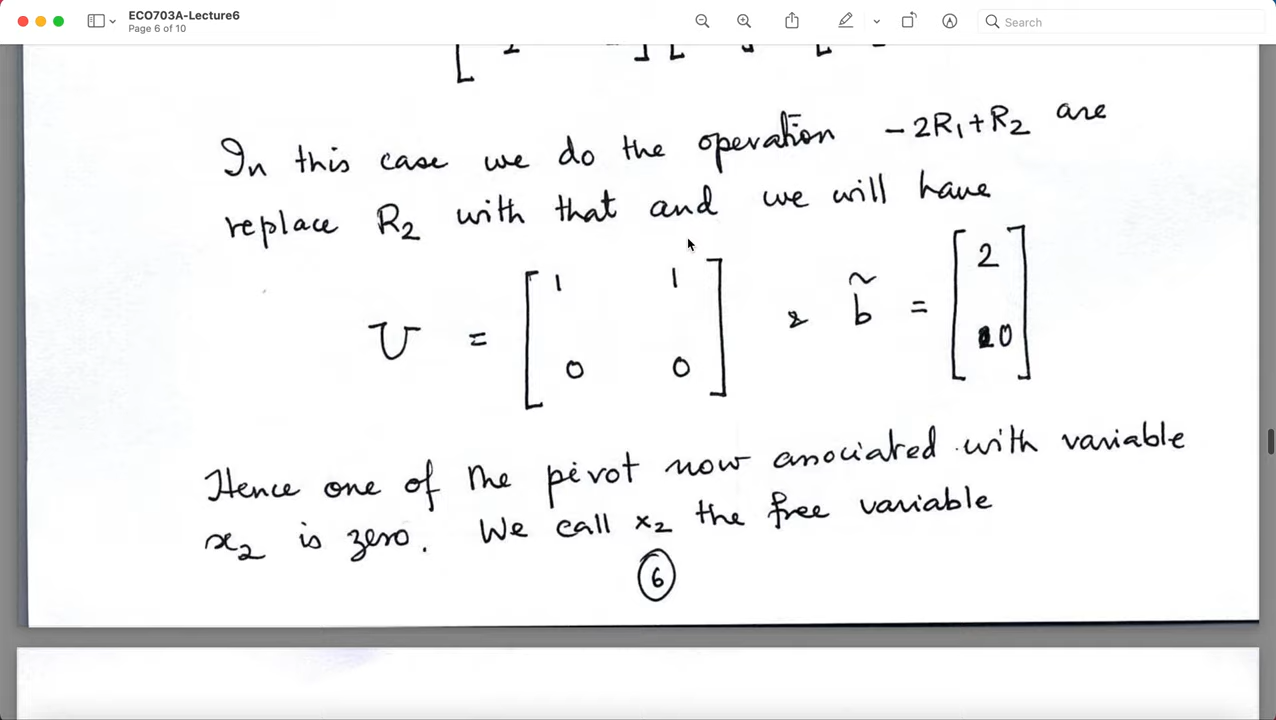 ECO703A-Lecture6
Page 6 of 10
Search
In this case we do the operation -2R₁+R₂ are
replace R₂ with that and we will have
U = [ 1 1 ; 0 0 ] & b̃ = [ 2 ; 0 ]
Hence one of the pivot now associated with variable
x₂ is zero. We call x₂ the free variable
6